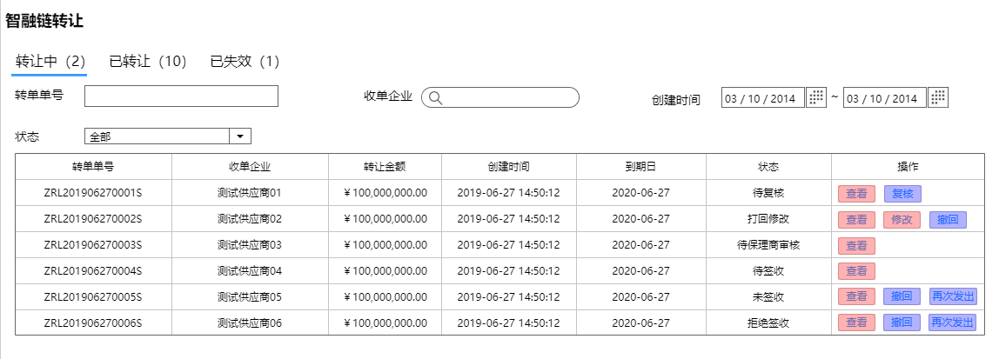 智融链转让
转让中（2） 已转让（10） 已失效（1）
转单单号 收单企业 创建时间 03 / 10 / 2014 ~ 03 / 10 / 2014
状态 全部
转单单号 收单企业 转让金额 创建时间 到期日 状态 操作
ZRL201906270001S 测试供应商01 ￥100,000,000.00 2019-06-27 14:50:12 2020-06-27 待复核 查看 复核
ZRL201906270002S 测试供应商02 ￥100,000,000.00 2019-06-27 14:50:12 2020-06-27 打回修改 查看 修改 撤回
ZRL201906270003S 测试供应商03 ￥100,000,000.00 2019-06-27 14:50:12 2020-06-27 待保理商审核 查看
ZRL201906270004S 测试供应商04 ￥100,000,000.00 2019-06-27 14:50:12 2020-06-27 待签收 查看
ZRL201906270005S 测试供应商05 ￥100,000,000.00 2019-06-27 14:50:12 2020-06-27 未签收 查看 撤回 再次发出
ZRL201906270006S 测试供应商06 ￥100,000,000.00 2019-06-27 14:50:12 2020-06-27 拒绝签收 查看 撤回 再次发出